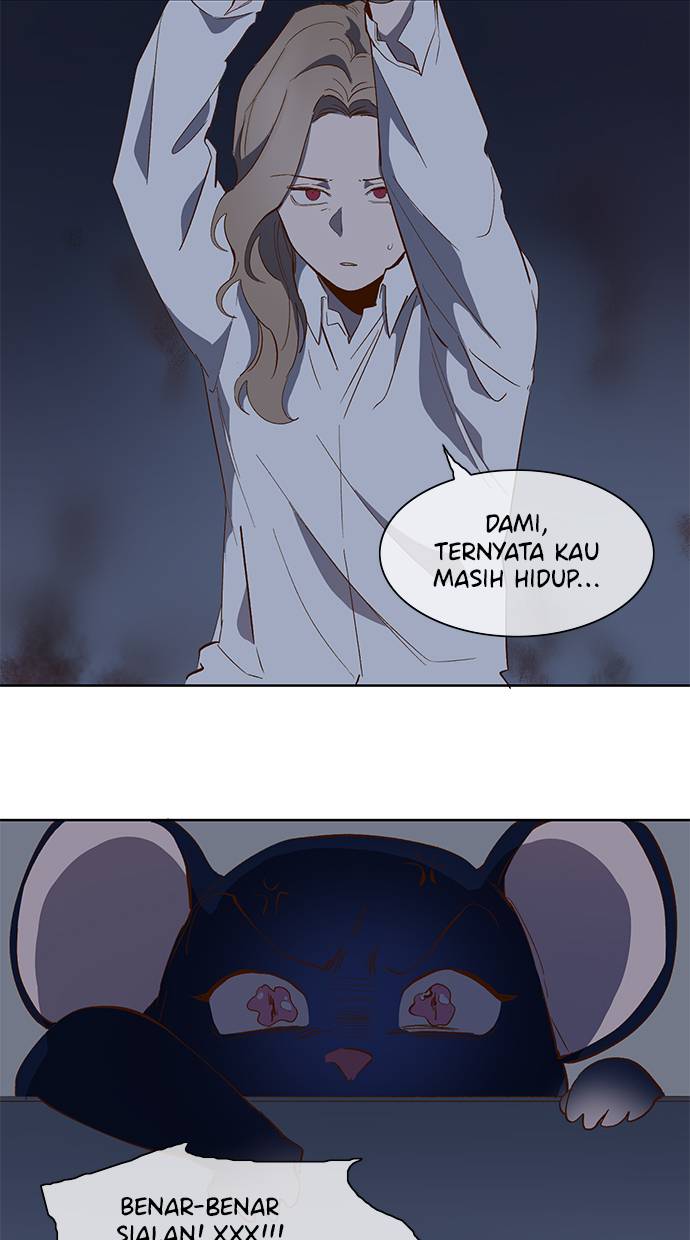 DAMI,
TERNYATA KAU
MASIH HIDUP...
BENAR-BENAR
SIALAN! XXX!!!